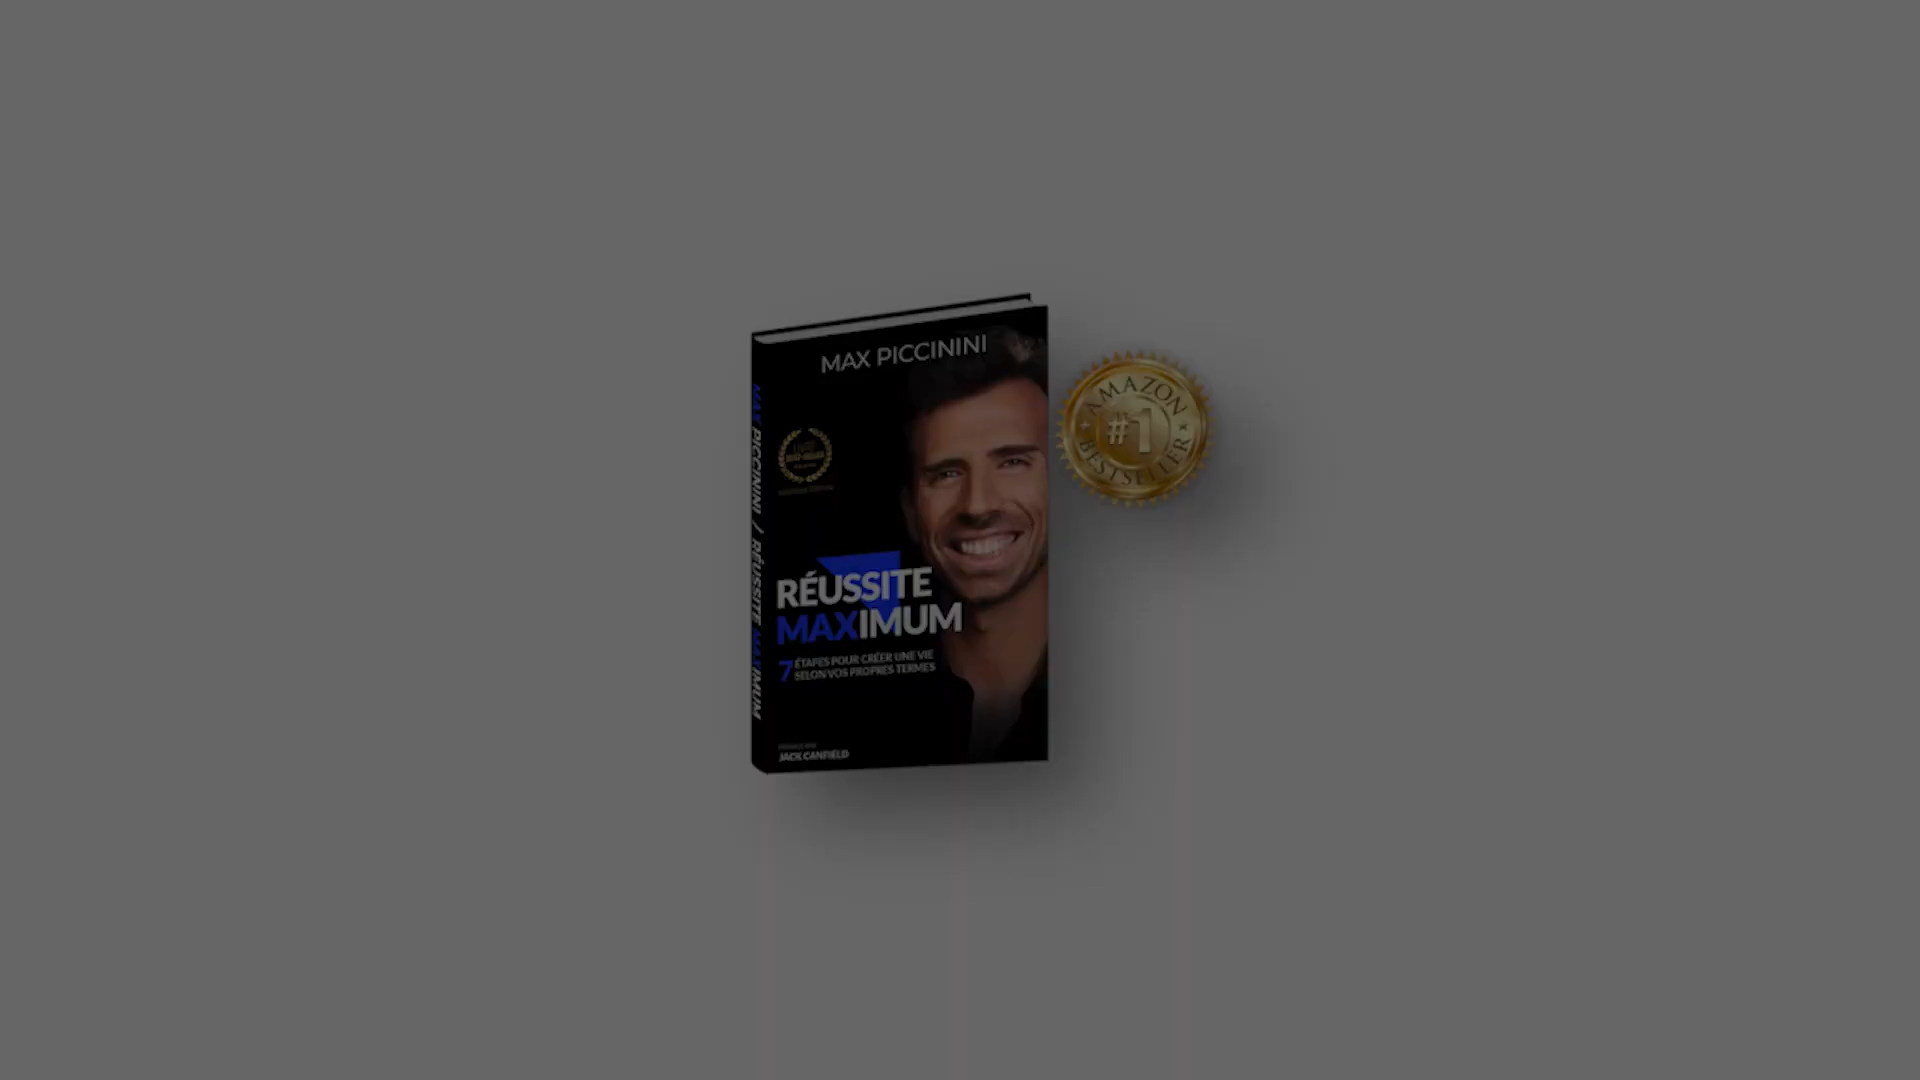 MAX PICCININI
RÉUSSITE
MAXIMUM
7 ÉTAPES POUR CRÉER UNE VIE
SELON VOS PROPRES TERMES
JACK CANFIELD
MAX PICCININI / RÉUSSITE MAXIMUM
AMAZON
#1
BESTSELLER